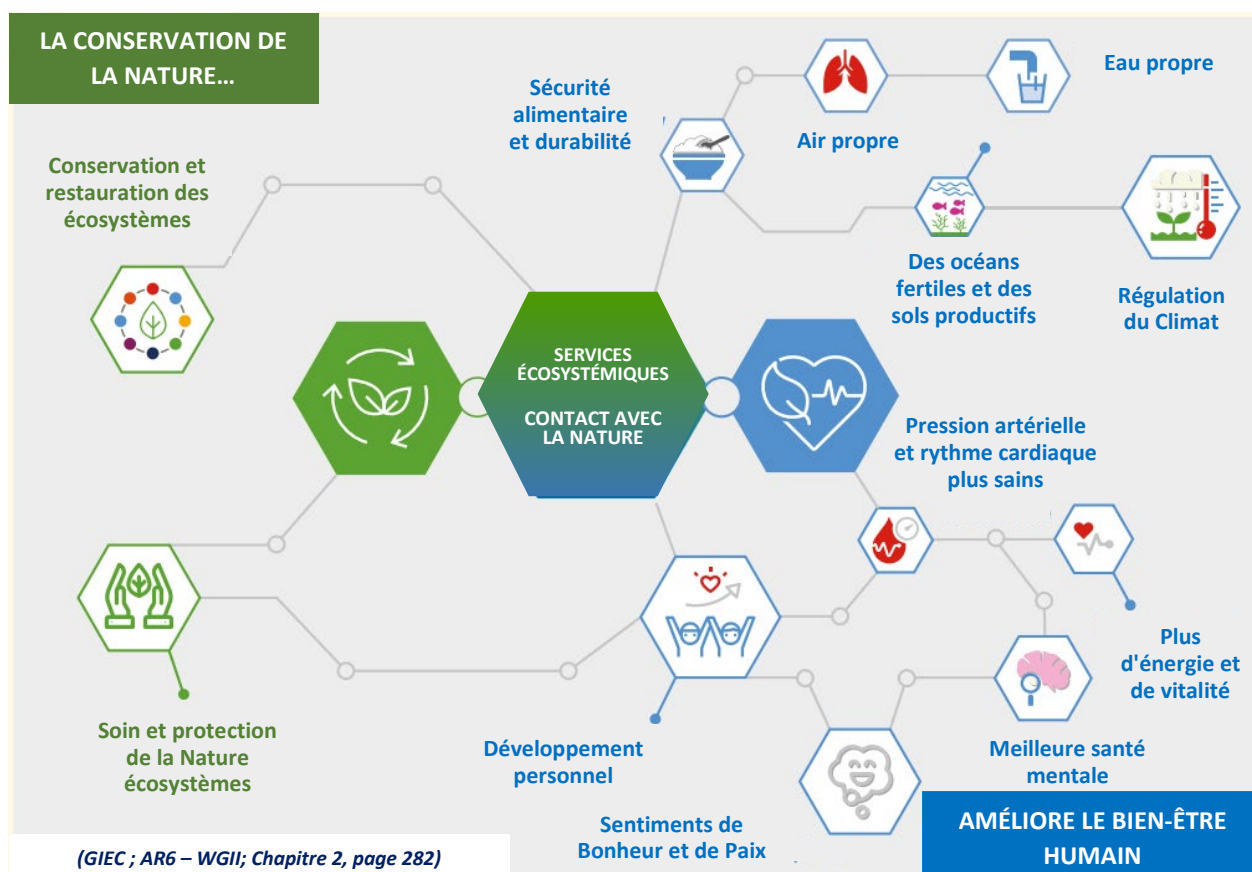 LA CONSERVATION DE
LA NATURE…
Conservation et
restauration des
écosystèmes
Sécurité
alimentaire
et durabilité
Air propre
Eau propre
Des océans
fertiles et des
sols productifs
Régulation
du Climat
SERVICES
ÉCOSYSTÉMIQUES
CONTACT AVEC
LA NATURE
Pression artérielle
et rythme cardiaque
plus sains
Plus
d'énergie et
de vitalité
Soin et protection
de la Nature
écosystèmes
Développement
personnel
Meilleure santé
mentale
Sentiments de
Bonheur et de Paix
AMÉLIORE LE BIEN-ÊTRE
HUMAIN
(GIEC ; AR6 – WGII; Chapitre 2, page 282)